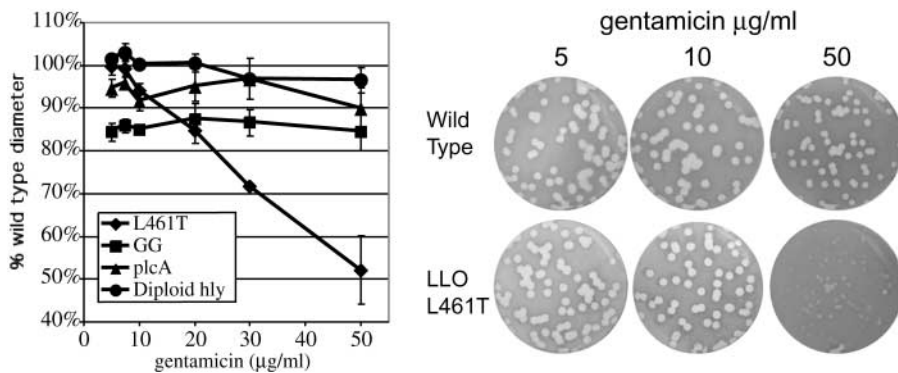 110%
100%
90%
80%
70%
60%
50%
40%
% wild type diameter
L461T
GG
plcA
Diploid hly
0 10 20 30 40 50
gentamicin (µg/ml)
gentamicin µg/ml
5 10 50
Wild
Type
LLO
L461T